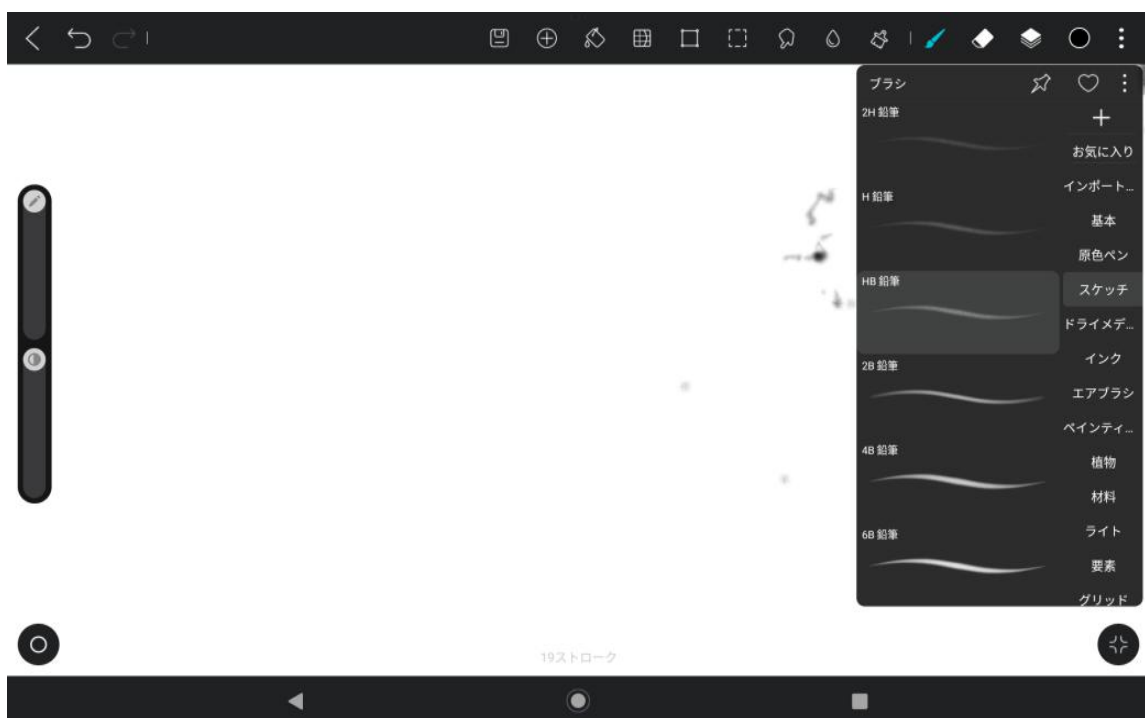 ブラシ
2H 鉛筆
H 鉛筆
HB 鉛筆
2B 鉛筆
4B 鉛筆
6B 鉛筆
お気に入り
インポート...
基本
原色ペン
スケッチ
ドライメデ...
インク
エアブラシ
ペインティ...
植物
材料
ライト
要素
グリッド
19ストローク